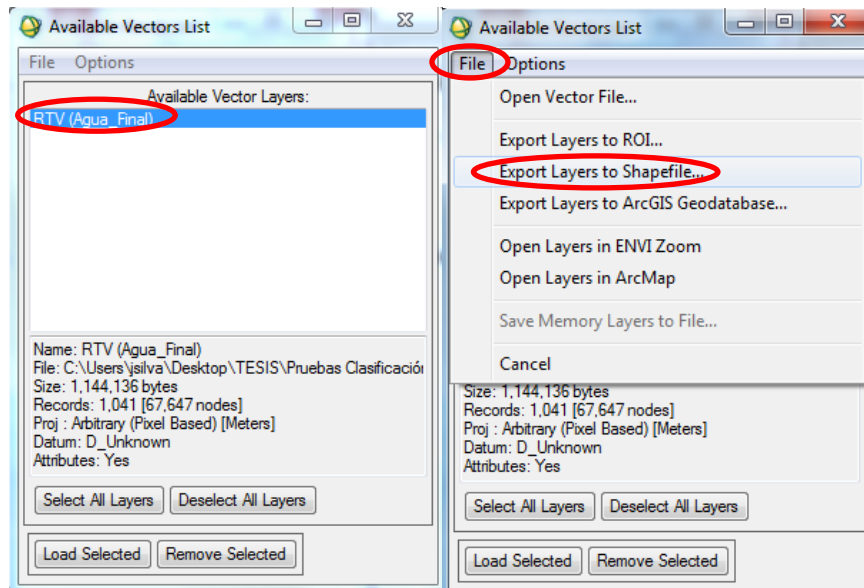 Available Vectors List
File Options
Available Vector Layers:
RTV (Agua_Final)
Name: RTV (Agua_Final)
File: C:\Users\jsilva\Desktop\TESIS\Pruebas Clasificación
Size: 1,144,136 bytes
Records: 1,041 [67,647 nodes]
Proj : Arbitrary (Pixel Based) [Meters]
Datum: D_Unknown
Attributes: Yes
Select All Layers Deselect All Layers
Load Selected Remove Selected
Available Vectors List
File Options
Open Vector File...
Export Layers to ROI...
Export Layers to Shapefile...
Export Layers to ArcGIS Geodatabase...
Open Layers in ENVI Zoom
Open Layers in ArcMap
Save Memory Layers to File...
Cancel
Size: 1,144,136 bytes
Records: 1,041 [67,647 nodes]
Proj : Arbitrary (Pixel Based) [Meters]
Datum: D_Unknown
Attributes: Yes
Select All Layers Deselect All Layers
Load Selected Remove Selected